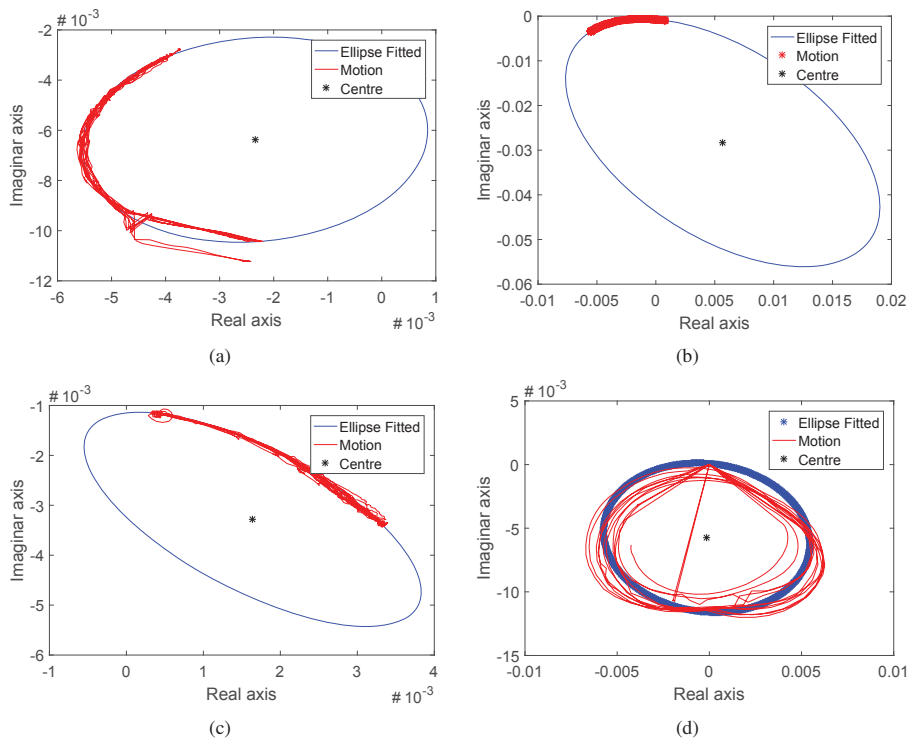 # 10⁻³
-2
-4
-6
-8
-10
-12
Imaginar axis
Ellipse Fitted
Motion
Centre
-6 -5 -4 -3 -2 -1 0 1
Real axis
# 10⁻³
(a)
0
-0.01
-0.02
-0.03
-0.04
-0.05
-0.06
Imaginar axis
Ellipse Fitted
Motion
Centre
-0.01 -0.005 0 0.005 0.01 0.015 0.02
Real axis
(b)
# 10⁻³
-1
-2
-3
-4
-5
-6
Imaginar axis
Ellipse Fitted
Motion
Centre
-1 0 1 2 3 4
Real axis
# 10⁻³
(c)
# 10⁻³
5
0
-5
-10
-15
Imaginar axis
Ellipse Fitted
Motion
Centre
-0.01 -0.005 0 0.005 0.01
Real axis
(d)